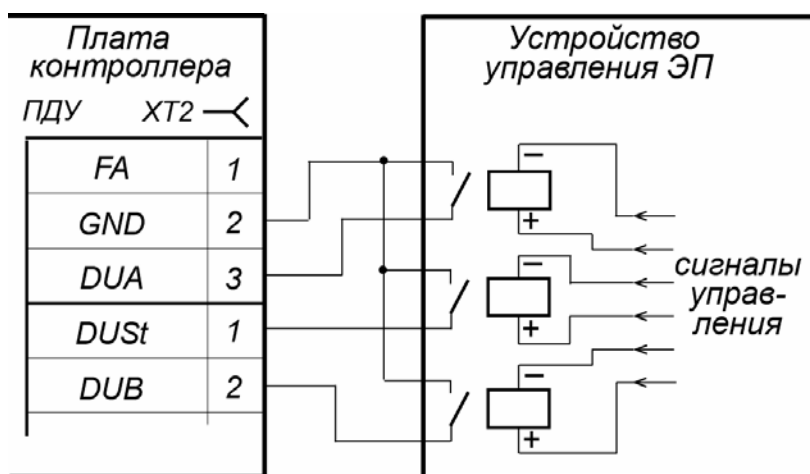 Плата
контроллера
ПДУ XT2
FA 1
GND 2
DUA 3
DUSt 1
DUB 2
Устройство
управления ЭП
−
+
−
+
−
+
сигналы
управ-
ления